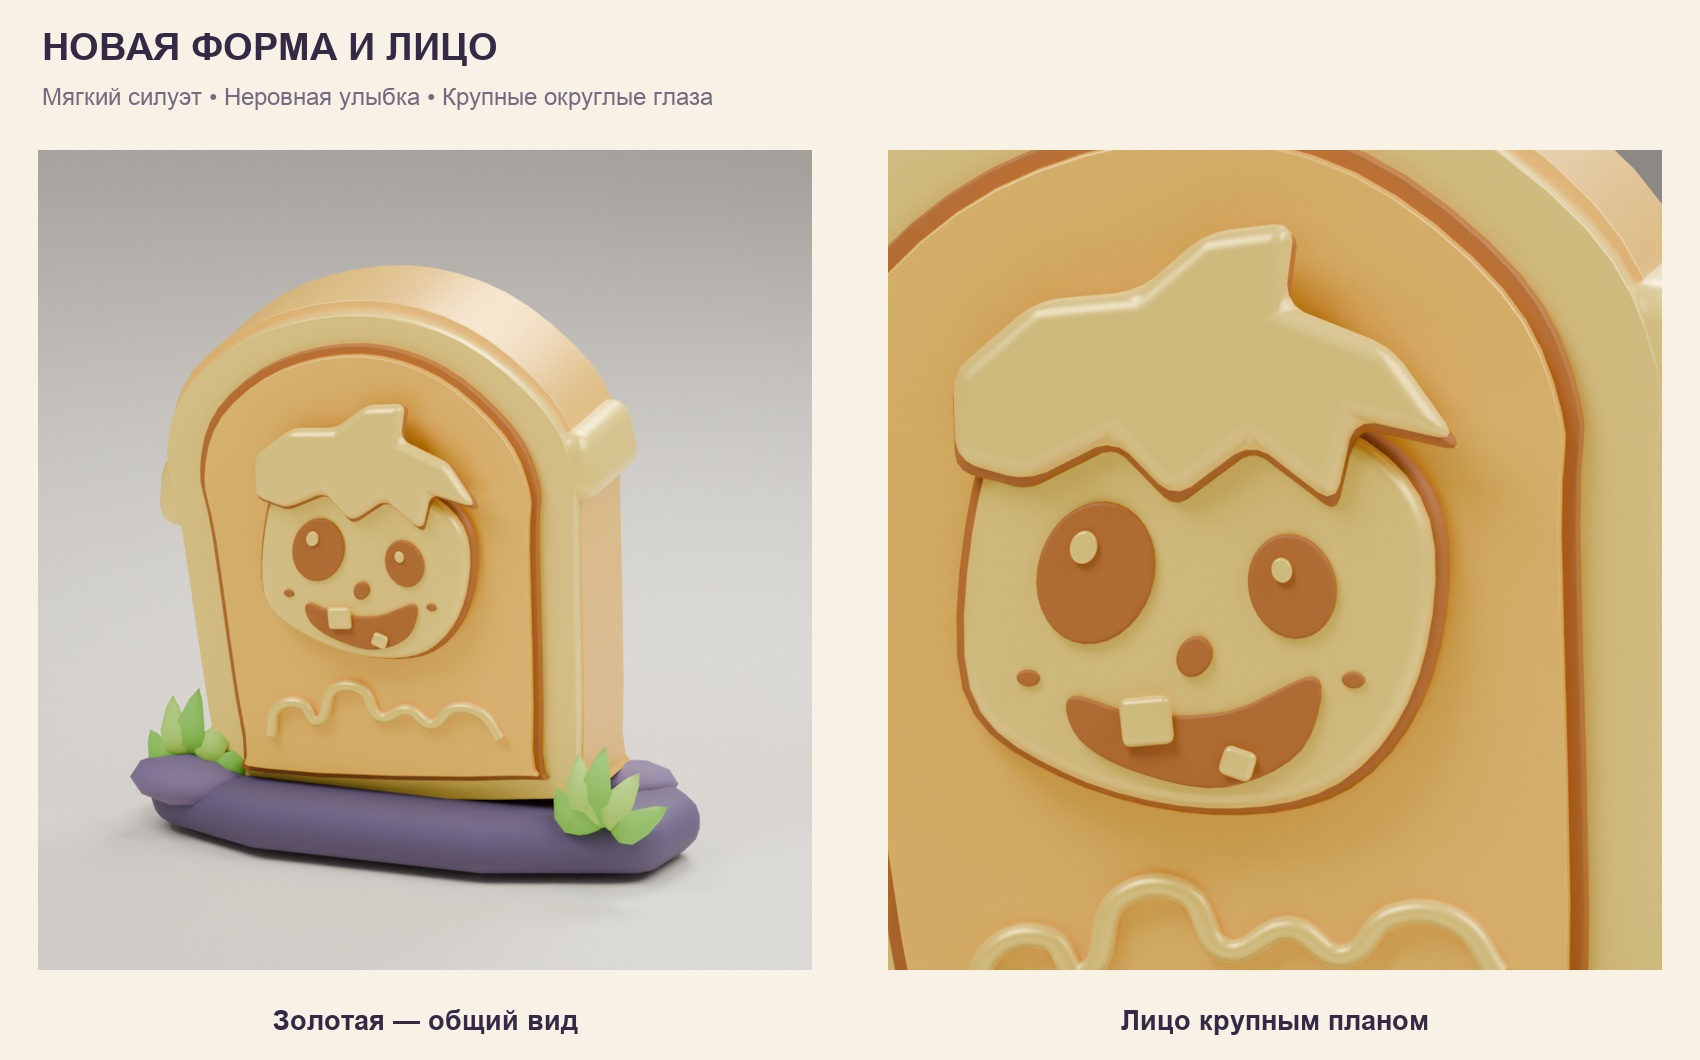 НОВАЯ ФОРМА И ЛИЦО
Мягкий силуэт • Неровная улыбка • Крупные округлые глаза
Золотая — общий вид
Лицо крупным планом